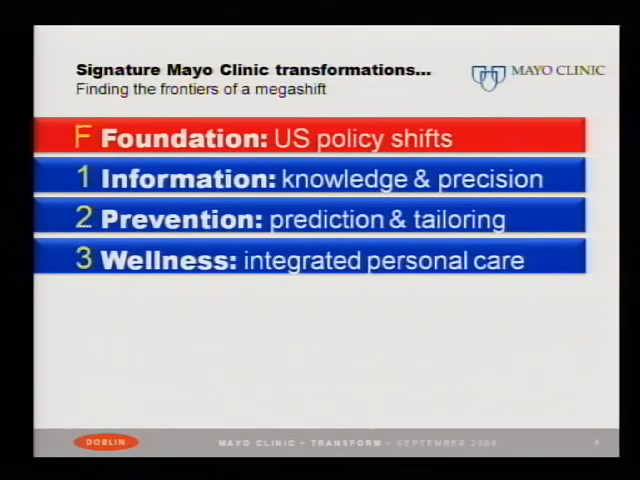 Signature Mayo Clinic transformations...
Finding the frontiers of a megashift
MAYO CLINIC
F Foundation: US policy shifts
1 Information: knowledge & precision
2 Prevention: prediction & tailoring
3 Wellness: integrated personal care
DOBLIN
MAYO CLINIC • TRANSFORM • SEPTEMBER
4